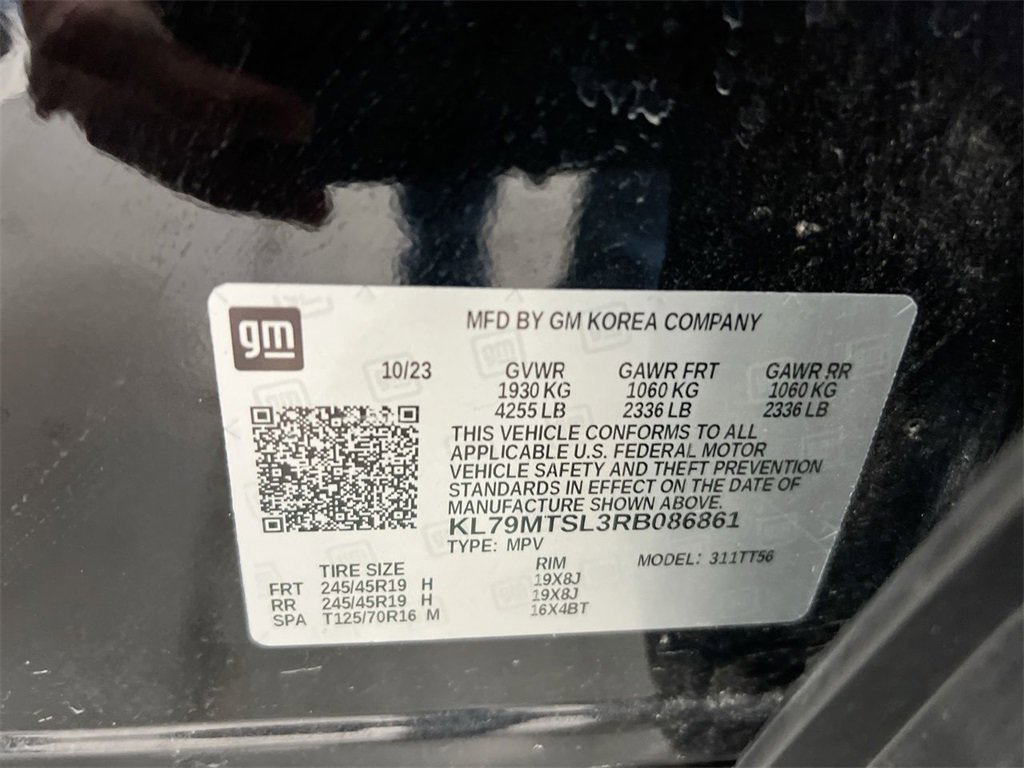 gm
MFD BY GM KOREA COMPANY
10/23 GVWR GAWR FRT GAWR RR
1930 KG 1060 KG 1060 KG
4255 LB 2336 LB 2336 LB
THIS VEHICLE CONFORMS TO ALL
APPLICABLE U.S. FEDERAL MOTOR
VEHICLE SAFETY AND THEFT PREVENTION
STANDARDS IN EFFECT ON THE DATE OF
MANUFACTURE SHOWN ABOVE.
KL79MTSL3RB086861
TYPE: MPV MODEL: 311TT56
TIRE SIZE RIM
FRT 245/45R19 H 19X8J
RR 245/45R19 H 19X8J
SPA T125/70R16 M 16X4BT